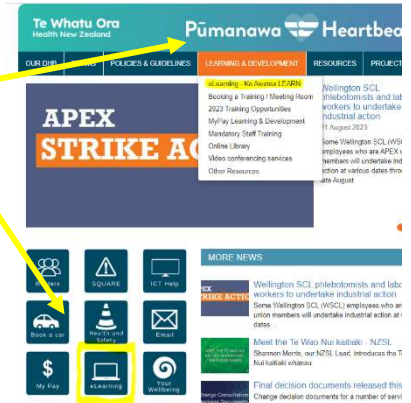 Te Whatu Ora
Health New Zealand
Pūmanawa Heartbea
OUR DHB
POLICIES & GUIDELINES
LEARNING & DEVELOPMENT
RESOURCES
PROJECT
eLearning - Ko Awatea LEARN
Booking a Training / Meeting Room
2023 Training Opportunities
MyPay Learning & Development
Mandatory Staff Training
Online Library
Video conferencing services
Other Resources
APEX
STRIKE AC
Wellington SCL
phlebotomists and lab
workers to undertake
industrial action
August 2023
Some Wellington SCL (WSC
employees who are APEX u
members will undertake ind
action at various dates thro
late August
SQUARE
ICT Help
Book a car
Health and
Safety
Email
My Pay
eLearning
Your
Wellbeing
MORE NEWS
Wellington SCL phlebotomists and labo
workers to undertake industrial action
Some Wellington SCL (WSCL) employees who ar
union members will undertake industrial action at
dates
Meet the Te Wao Nui kaitiaki - NZSL
Shannon Morris, our NZSL Lead, introduces the T
Nui kaitiaki whānau
Final decision documents released this
Change decision documents for a number of servi